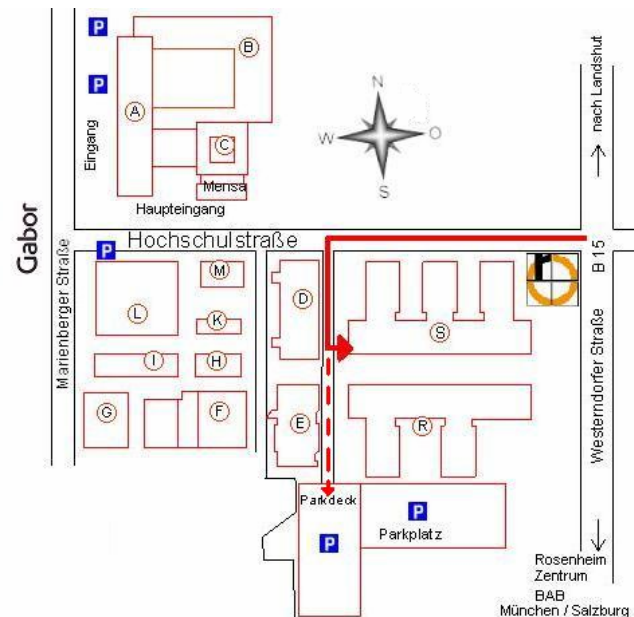 P
B
P
A
Eingang
C
Mensa
Haupteingang
N
W
O
S
nach Landshut
Gabor
Marienberger Straße
P
Hochschulstraße
B 15
M
D
L
K
S
I
H
G
F
E
R
Westerndorfer Straße
Parkdeck
P
P
Parkplatz
Rosenheim
Zentrum
BAB
München / Salzburg